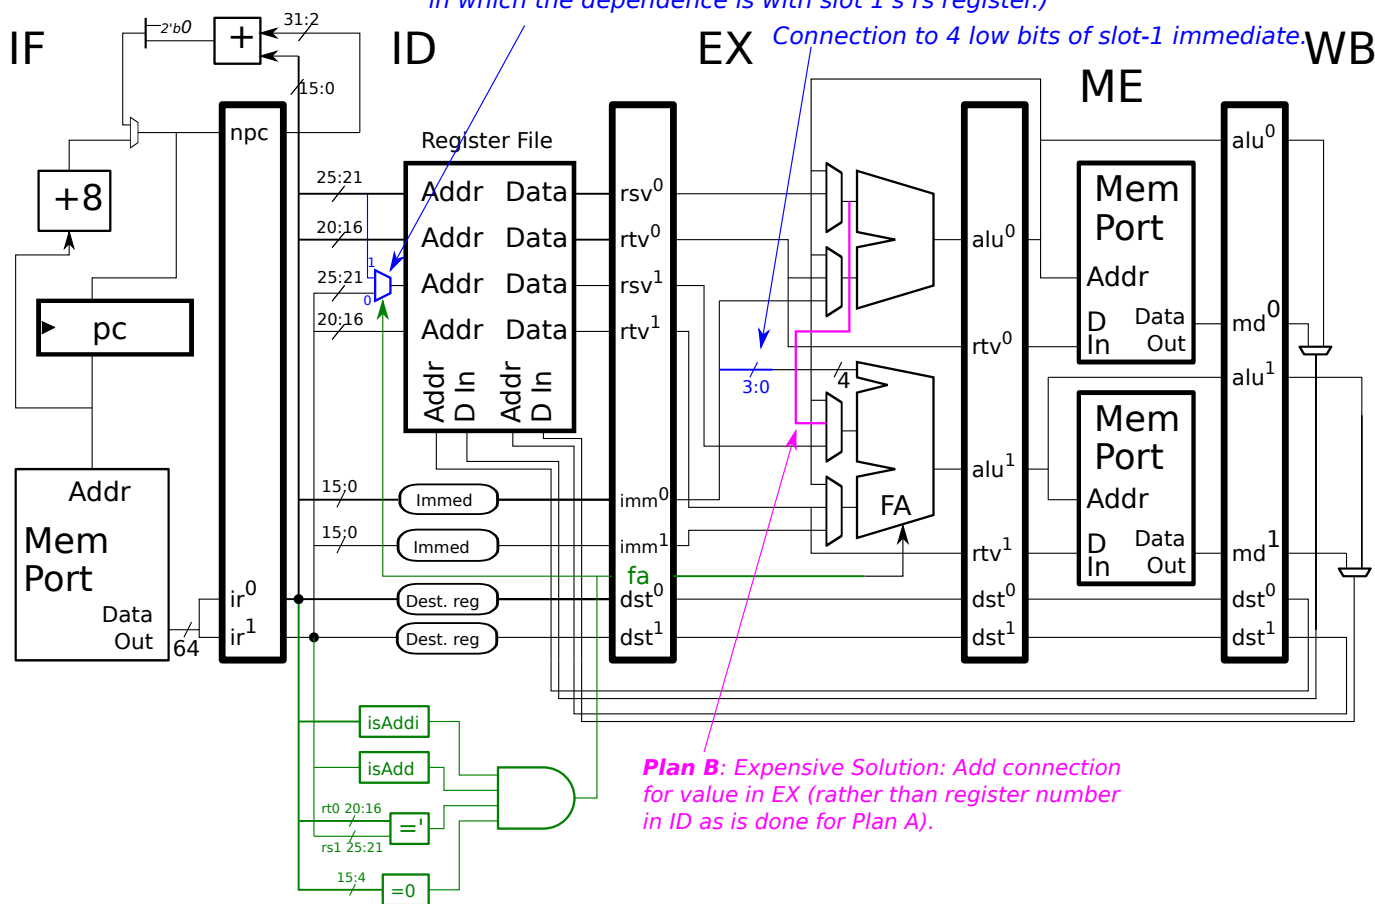 in which the dependence is with slot 1's rs register.)
Connection to 4 low bits of slot-1 immediate.
IF
ID
EX
ME
WB
2'b0
+
31:2
15:0
npc
+8
pc
Addr
Mem
Port
Data
Out
64
ir0
ir1
Register File
25:21
20:16
25:21
20:16
1
0
Addr Data
Addr Data
Addr Data
Addr Data
Addr
D In
Addr
D In
15:0
Immed
15:0
Immed
Dest. reg
Dest. reg
rsv0
rtv0
rsv1
rtv1
imm0
imm1
fa
dst0
dst1
3:0
4
FA
alu0
rtv0
alu1
rtv1
dst0
dst1
Mem
Port
Addr
D
In
Data
Out
Mem
Port
Addr
D
In
Data
Out
alu0
md0
alu1
md1
dst0
dst1
isAddi
isAdd
rt0 20:16
rs1 25:21
='
15:4
=0
Plan B: Expensive Solution: Add connection
for value in EX (rather than register number
in ID as is done for Plan A).